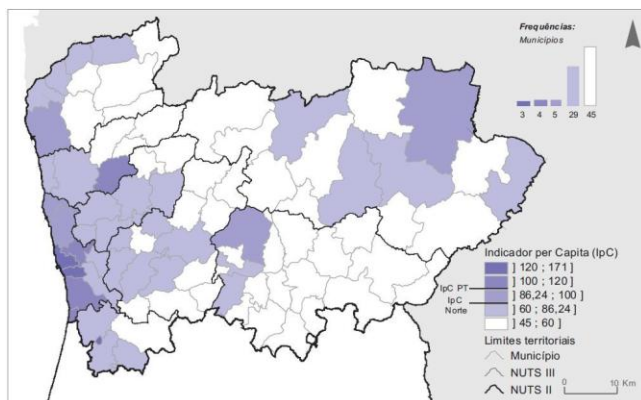 Frequências:
Municípios
3 4 5 29 45
Indicador per Capita (IpC)
] 120 ; 171 ]
] 100 ; 120 ]
IpC PT
] 86,24 ; 100 ]
IpC
Norte
] 60 ; 86,24 ]
] 45 ; 60 ]
Limites territoriais
Município
NUTS III
NUTS II
0 10 Km